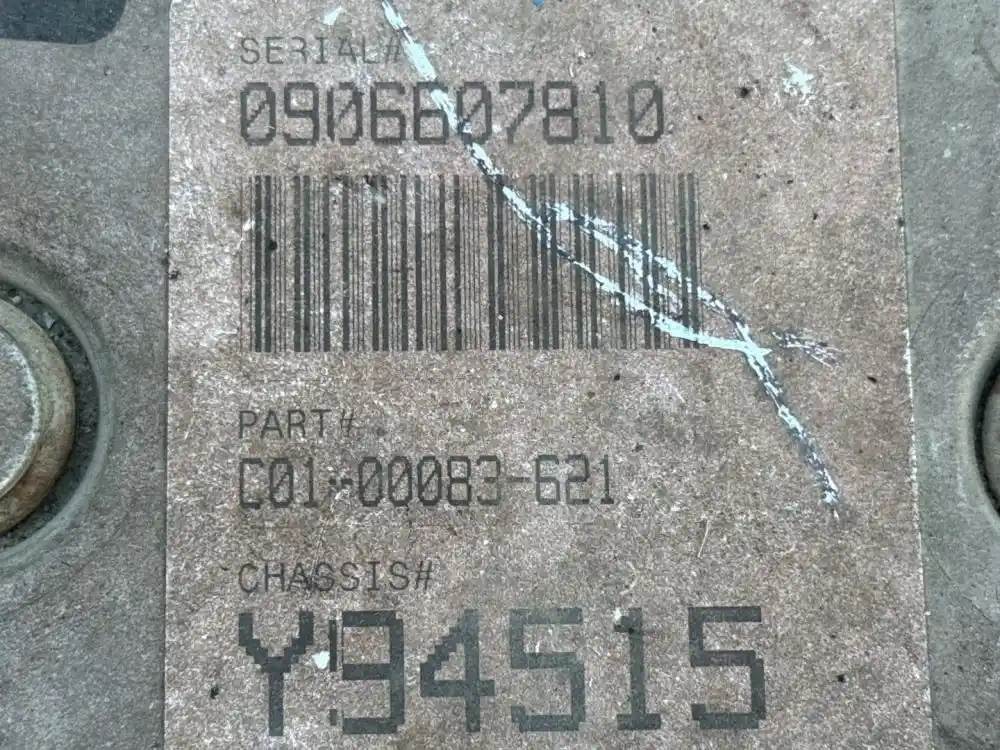 SERIAL#
0906607810
PART#
C01-00083-621
CHASSIS#
Y94515